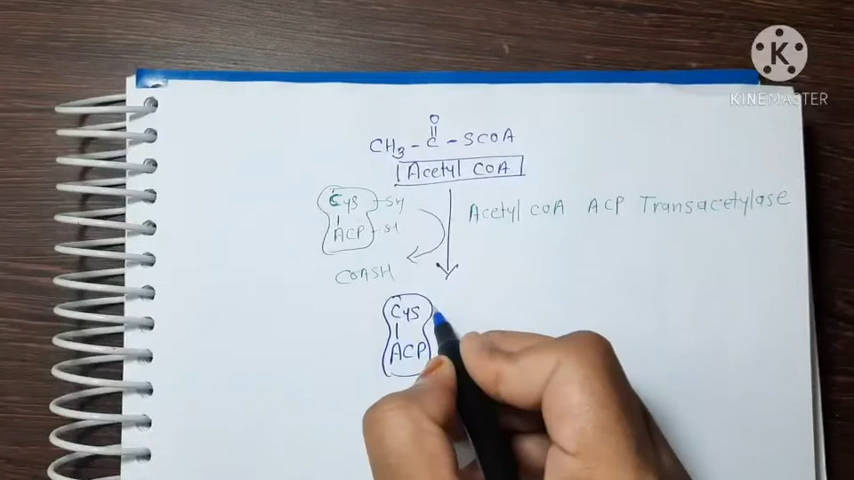 O
||
CH3 - C - SCOA
Acetyl COA
Cys - SH
ACP - SH
Acetyl COA ACP Transacetylase
COASH
Cys
ACP
K
KINEMASTER